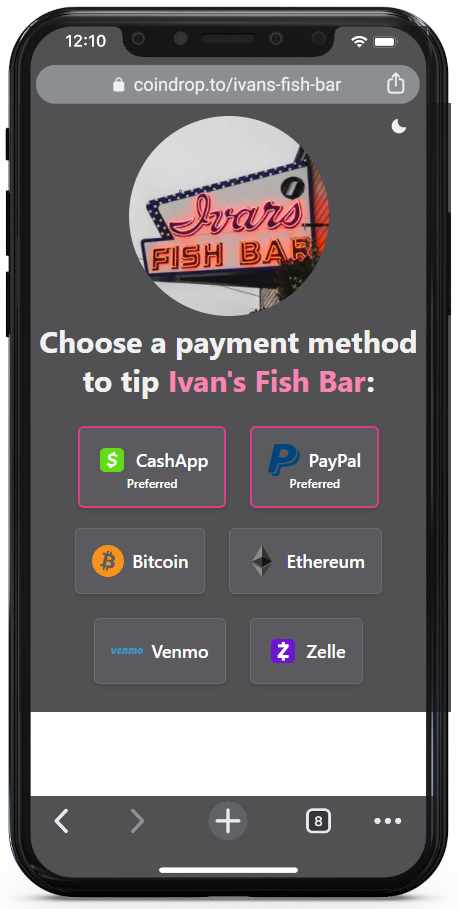 12:10
coindrop.to/ivans-fish-bar
Ivars
FISH BAR
Choose a payment method
to tip Ivan's Fish Bar:
$ CashApp
Preferred
PayPal
Preferred
Bitcoin
Ethereum
venmo Venmo
Zelle
8